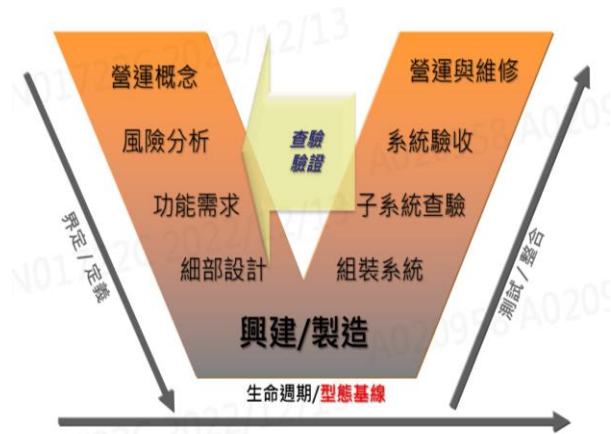 營運概念
風險分析
功能需求
細部設計
查驗
驗證
營運與維修
系統驗收
子系統查驗
組裝系統
興建/製造
界定 / 定義
測試 / 整合
生命週期/型態基線